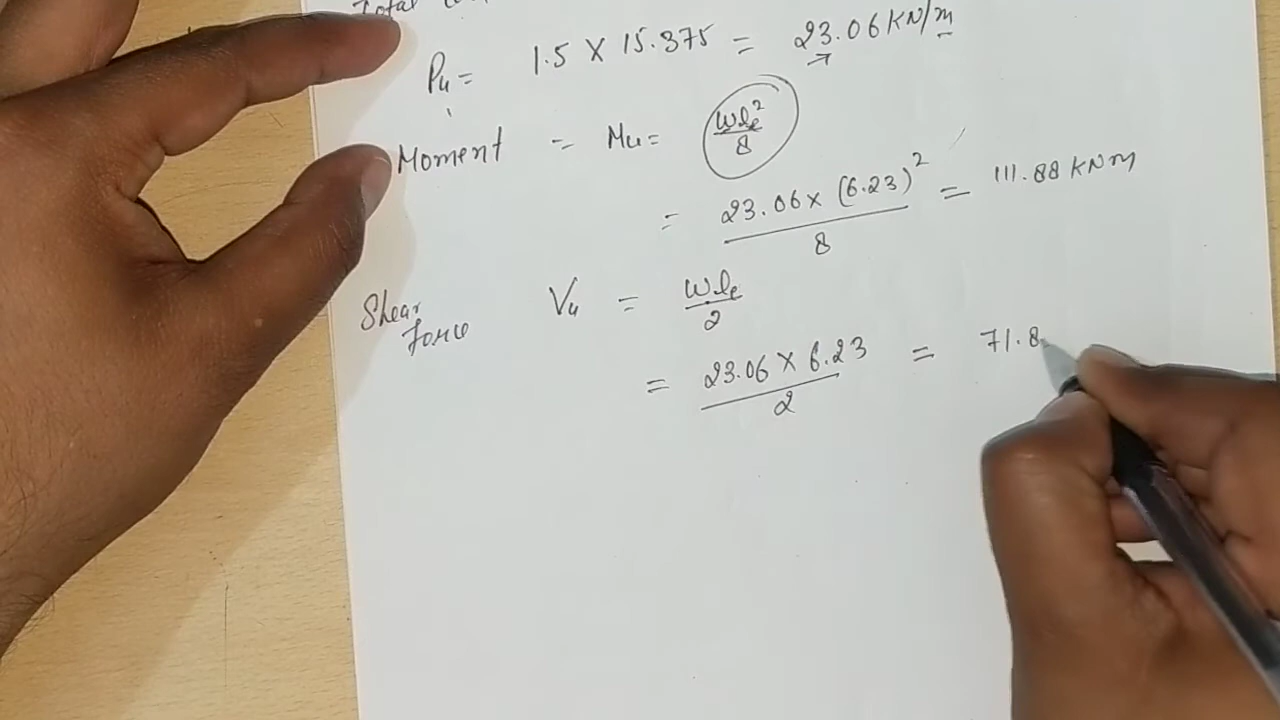 Total
Pu = 1.5 X 15.375 = 23.06 KN/m
Moment = Mu = wle²/8
= 23.06 x (6.23)²/8 = 111.88 KNm
Shear Force Vu = wle/2
= 23.06 X 6.23/2 = 71.8